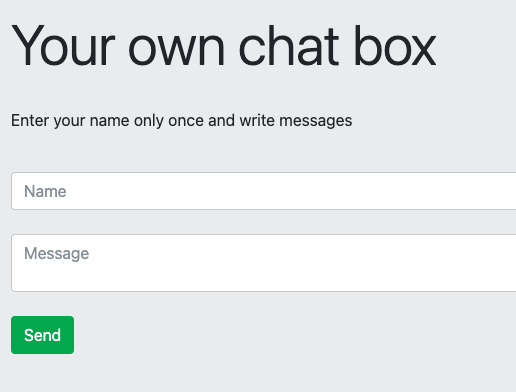 Your own chat box
Enter your name only once and write messages
Name
Message
Send